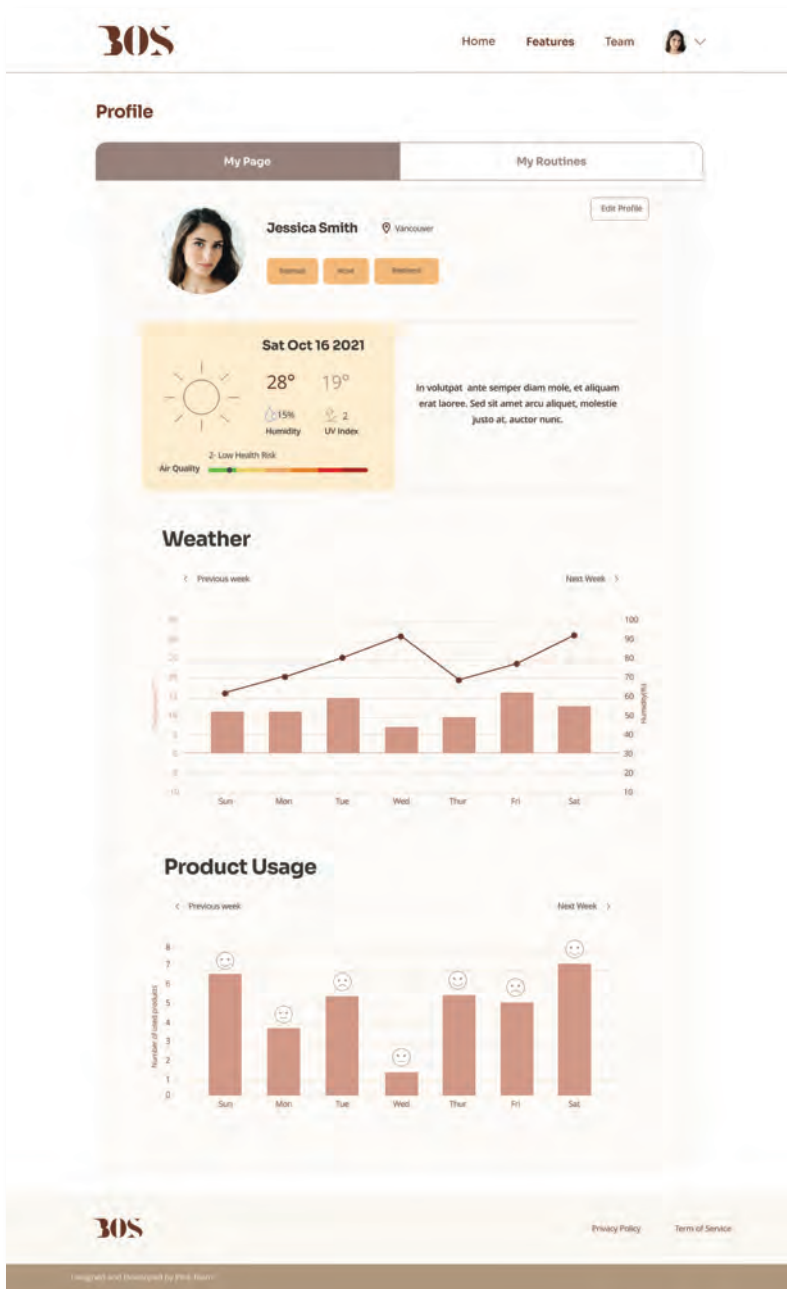 BOS
Home Features Team
Profile
My Page My Routines
Edit Profile
Jessica Smith Vancouver
Sat Oct 16 2021
28° 19°
15% 2
Humidity UV Index
2- Low Health Risk
Air Quality
In volutpat ante semper diam mole, et aliquam
erat laoree. Sed sit amet arcu aliquet, molestie
justo at, auctor nunc.
Weather
Previous week Next Week
100
90
80
70
60
50
40
30
20
10
Humidity(%)
Sun Mon Tue Wed Thur Fri Sat
Product Usage
Previous week Next Week
8
7
6
5
4
3
2
1
0
Number of used products
Sun Mon Tue Wed Thur Fri Sat
BOS
Privacy Policy Term of Service
Designed and Developed by